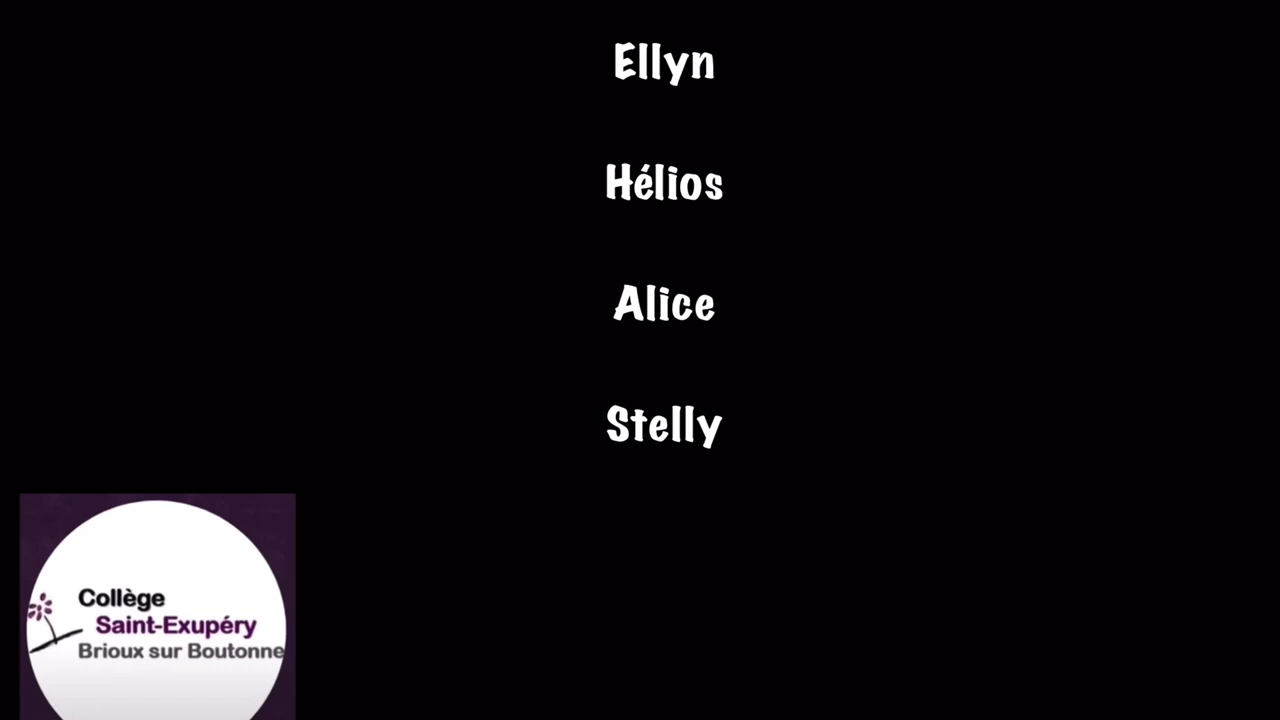 Ellyn
Hélios
Alice
Stelly
Collège
Saint-Exupéry
Brioux sur Boutonne